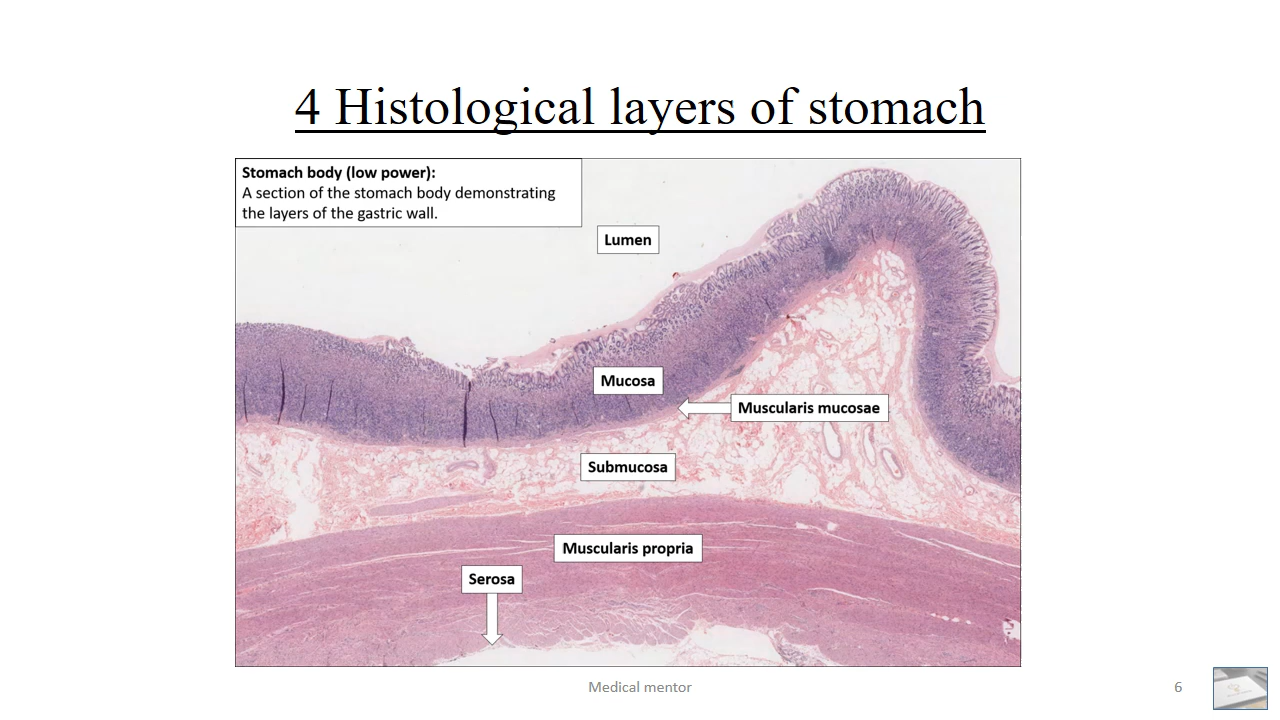 4 Histological layers of stomach
Stomach body (low power):
A section of the stomach body demonstrating
the layers of the gastric wall.
Lumen
Mucosa
Muscularis mucosae
Submucosa
Muscularis propria
Serosa
Medical mentor
6